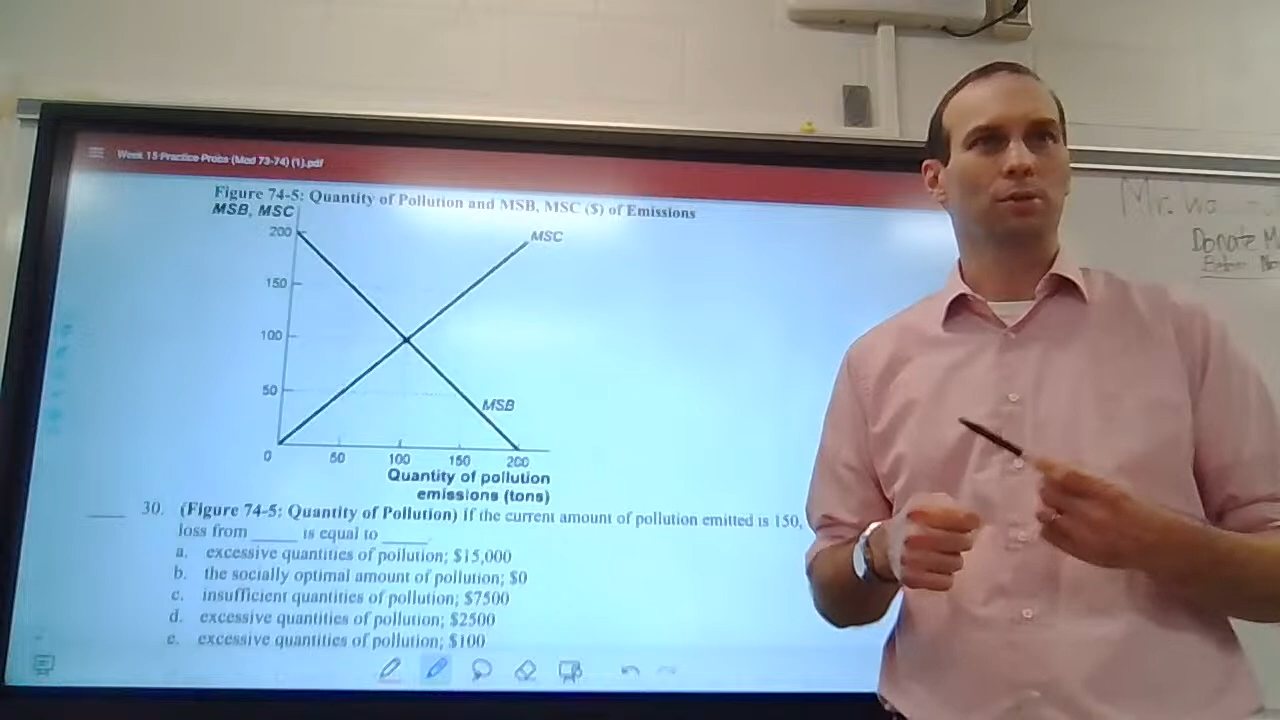 Week 15 Practice Probs (Mod 73-74) (1).pdf
Figure 74-5: Quantity of Pollution and MSB, MSC ($) of Emissions
MSB, MSC
200
MSC
150
100
50
MSB
0 50 100 150 200
Quantity of pollution
emissions (tons)
____ 30. (Figure 74-5: Quantity of Pollution) If the current amount of pollution emitted is 150,
loss from ____ is equal to ____.
a. excessive quantities of pollution; $15,000
b. the socially optimal amount of pollution; $0
c. insufficient quantities of pollution; $7500
d. excessive quantities of pollution; $2500
e. excessive quantities of pollution; $100
Mr.
Donate